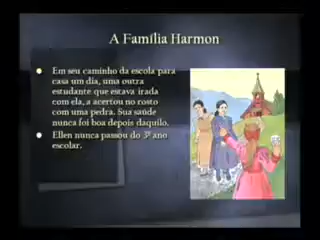 A Família Harmon
Em seu caminho da escola para
casa um dia, uma outra
estudante que estava irada
com ela, a acertou no rosto
com uma pedra. Sua saúde
nunca foi boa depois daquilo.
Ellen nunca passou do 3º ano
escolar.